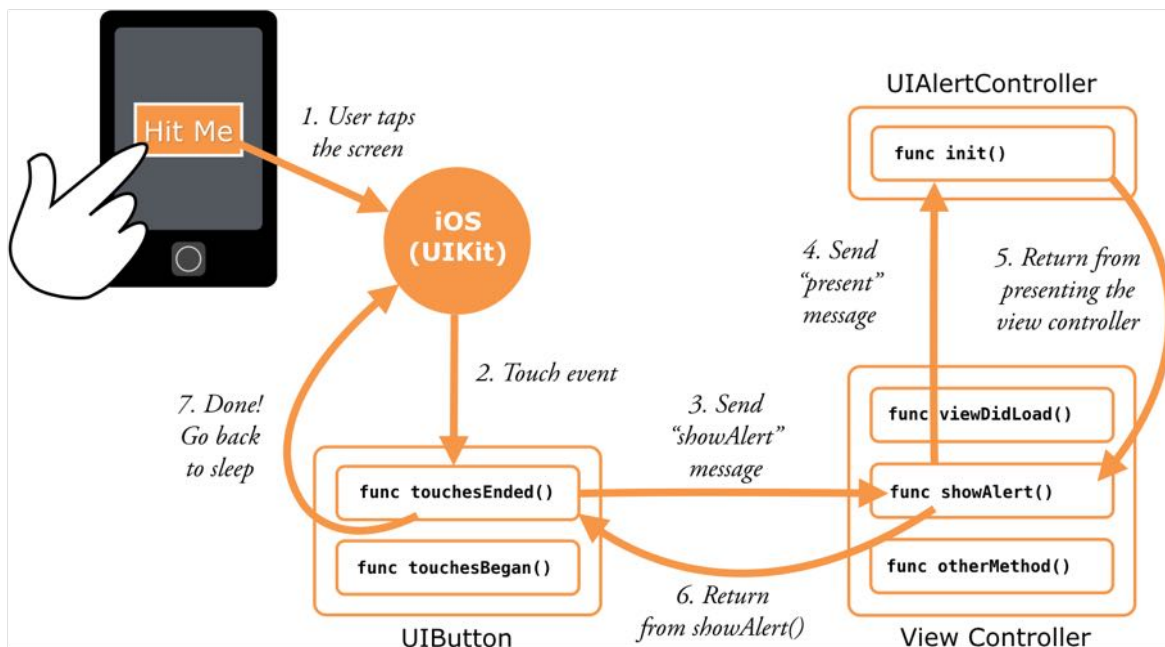 Hit Me
1. User taps
the screen
iOS
(UIKit)
2. Touch event
7. Done!
Go back
to sleep
func touchesEnded()
func touchesBegan()
UIButton
3. Send
“showAlert”
message
UIAlertController
func init()
4. Send
“present”
message
5. Return from
presenting the
view controller
func viewDidLoad()
func showAlert()
func otherMethod()
View Controller
6. Return
from showAlert()